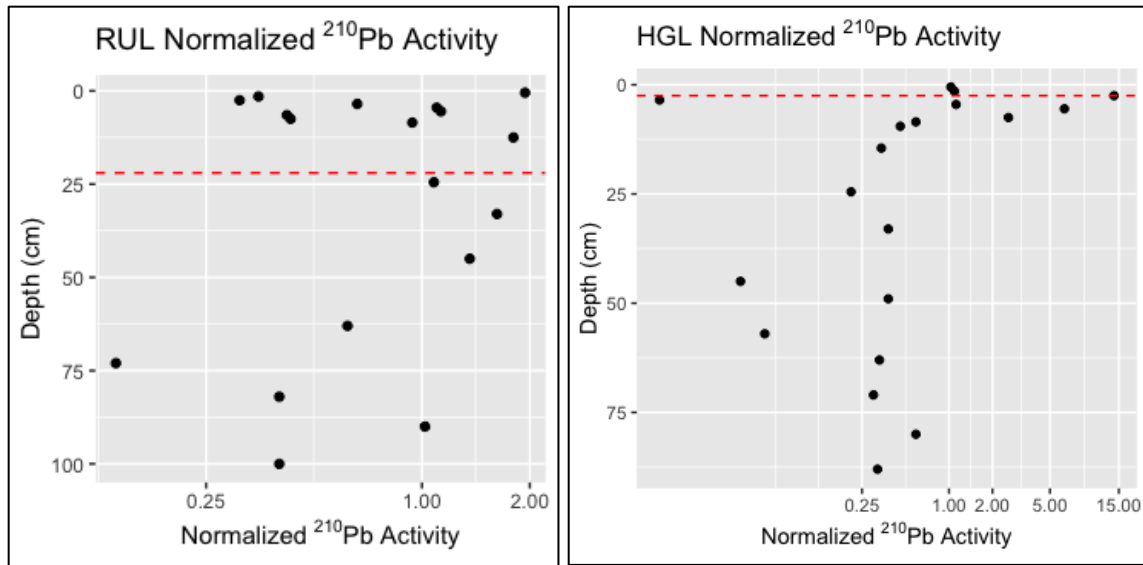 RUL Normalized ²¹⁰Pb Activity
0
25
50
75
100
Depth (cm)
0.25 1.00 2.00
Normalized ²¹⁰Pb Activity
HGL Normalized ²¹⁰Pb Activity
0
25
50
75
Depth (cm)
0.25 1.00 2.00 5.00 15.00
Normalized ²¹⁰Pb Activity